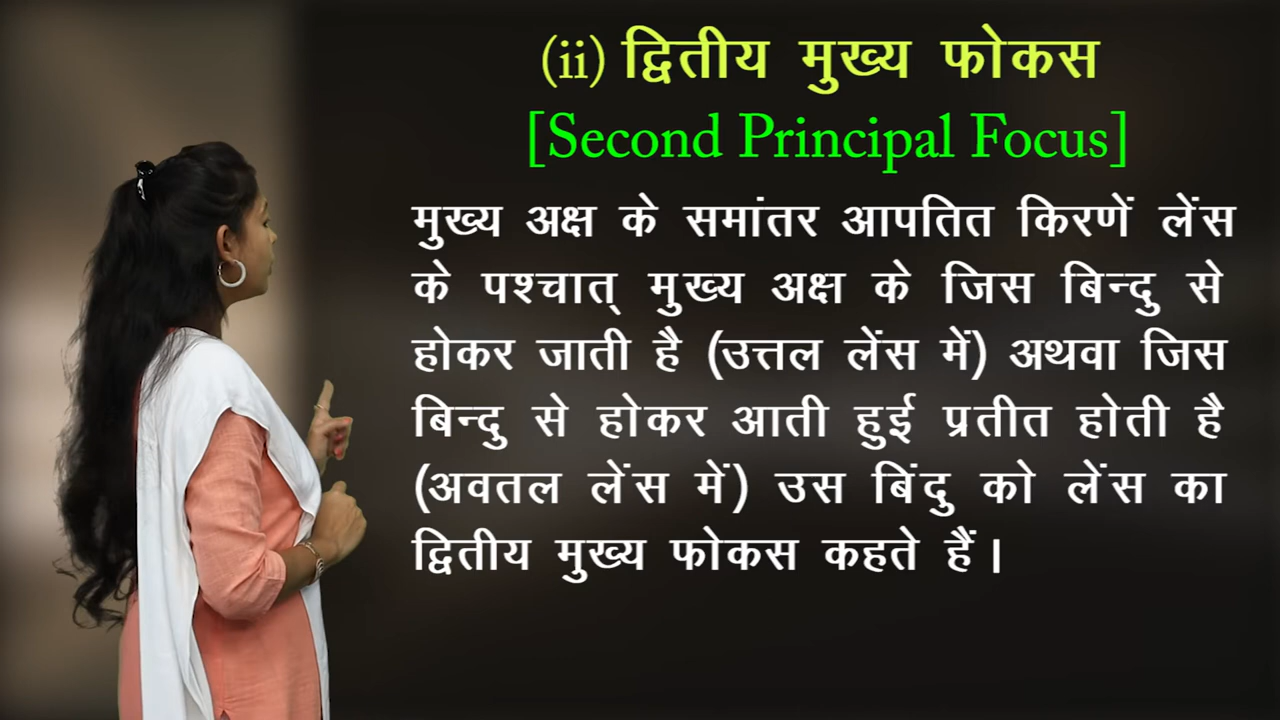 (ii) द्वितीय मुख्य फोकस
[Second Principal Focus]
मुख्य अक्ष के समांतर आपतित किरणें लेंस
के पश्चात् मुख्य अक्ष के जिस बिन्दु से
होकर जाती है (उत्तल लेंस में) अथवा जिस
बिन्दु से होकर आती हुई प्रतीत होती है
(अवतल लेंस में) उस बिंदु को लेंस का
द्वितीय मुख्य फोकस कहते हैं।